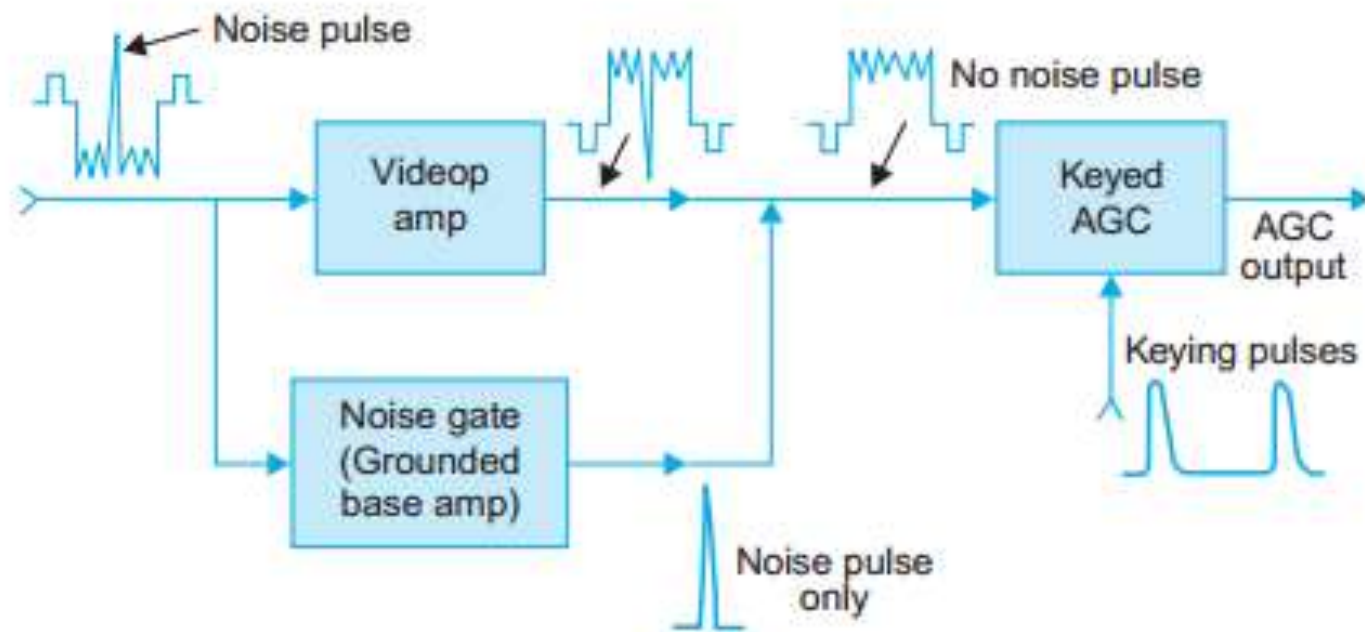 Noise pulse
No noise pulse
Videop
amp
Keyed
AGC
AGC
output
Keying pulses
Noise gate
(Grounded
base amp)
Noise pulse
only